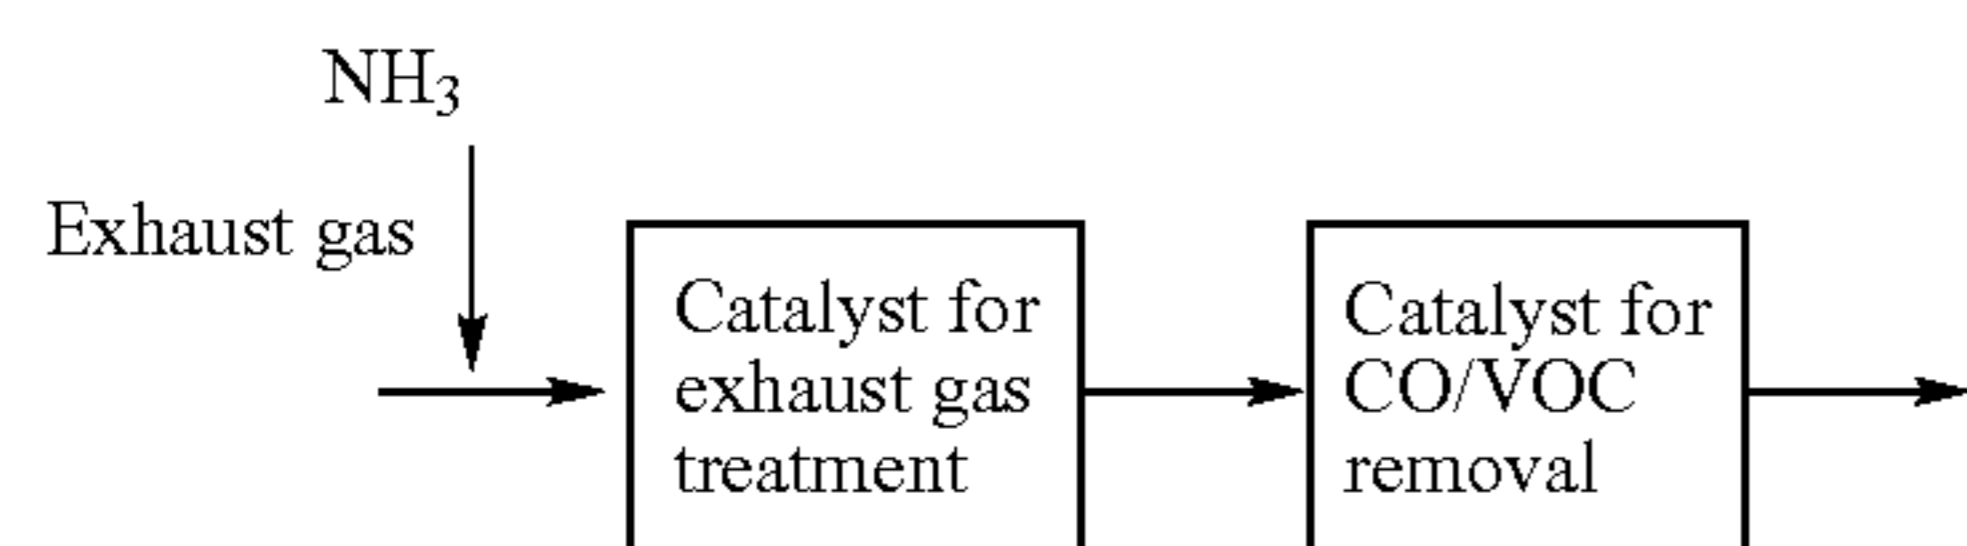 NH₃
Exhaust gas
Catalyst for
exhaust gas
treatment
Catalyst for
CO/VOC
removal